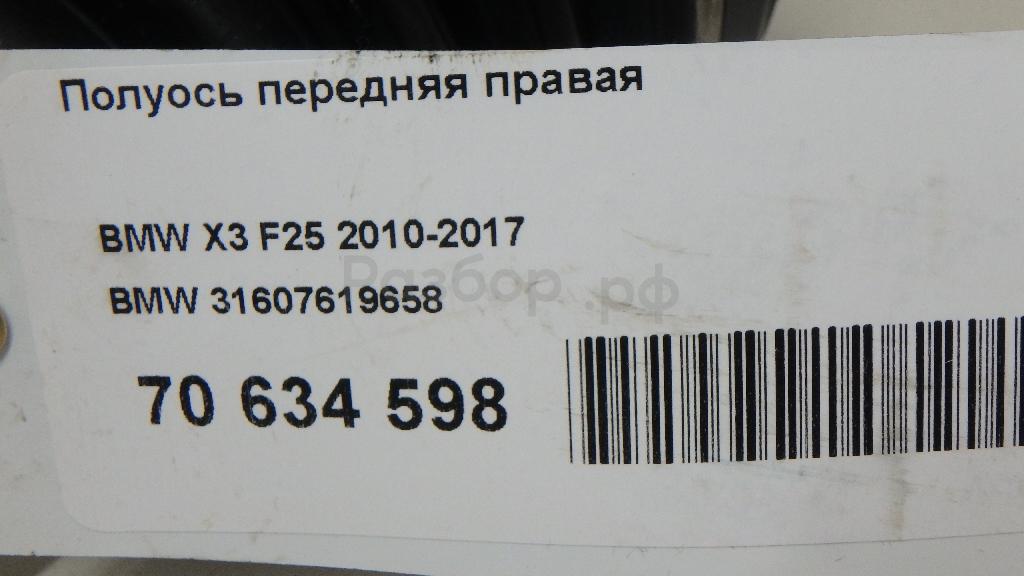 Полуось передняя правая
BMW X3 F25 2010-2017
Разбор.рф
BMW 31607619658
70 634 598